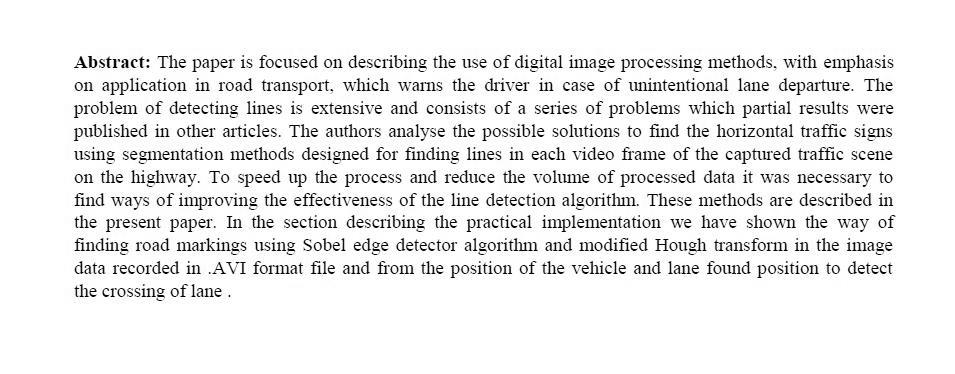 Abstract: The paper is focused on describing the use of digital image processing methods, with emphasis
on application in road transport, which warns the driver in case of unintentional lane departure. The
problem of detecting lines is extensive and consists of a series of problems which partial results were
published in other articles. The authors analyse the possible solutions to find the horizontal traffic signs
using segmentation methods designed for finding lines in each video frame of the captured traffic scene
on the highway. To speed up the process and reduce the volume of processed data it was necessary to
find ways of improving the effectiveness of the line detection algorithm. These methods are described in
the present paper. In the section describing the practical implementation we have shown the way of
finding road markings using Sobel edge detector algorithm and modified Hough transform in the image
data recorded in .AVI format file and from the position of the vehicle and lane found position to detect
the crossing of lane .